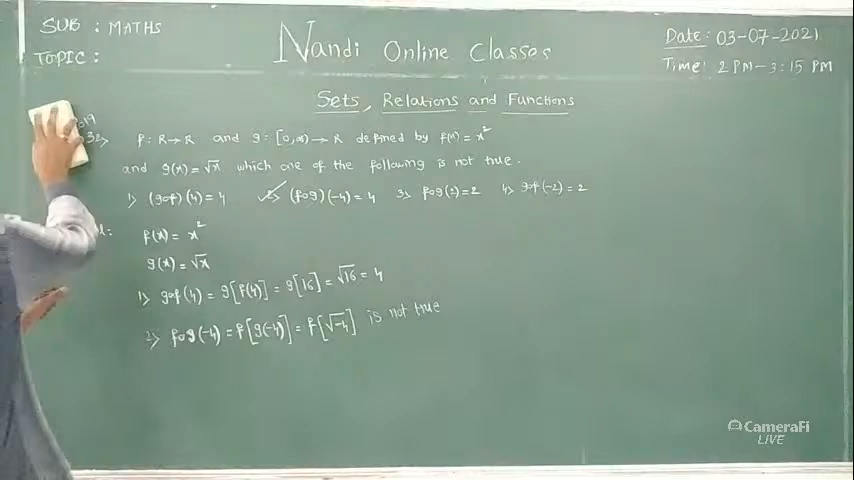 SUB : MATHS
TOPIC :
Nandi Online Classes
Date: 03-07-2021
Time: 2 PM-3:15 PM
Sets, Relations and Functions
019
32> f: R→R and g: [0,∞)→R defined by f(x)=x²
and g(x)=√x which one of the following is not true.
1> (gof)(4)=4 2> (fog)(-4)=4 3> fog(2)=2 4> gof(-2)=2
l: f(x)= x²
g(x)=√x
1> gof(4)=g[f(4)]=g[16]=√16=4
2> fog(-4)=f[g(-4)]=f[√-4] is not true
CameraFi
LIVE